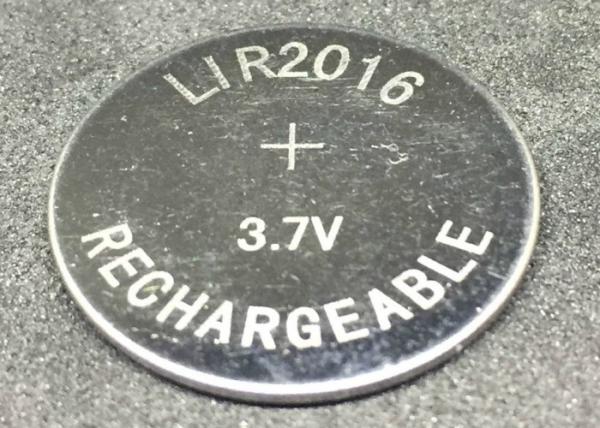 LIR2016
+
3.7V
RECHARGEABLE